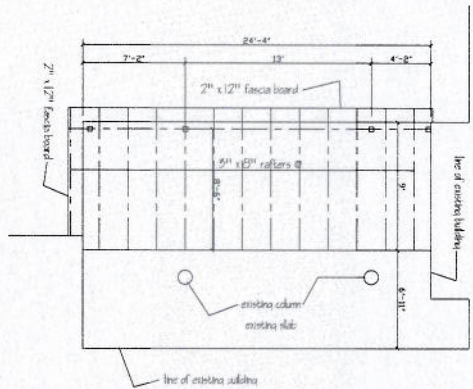 24'-4"
7'-2"
13'
4'-2"
2" x 12" fascia board
2" x 12" fascia board
3" x 8" rafters @
8'-6"
9'
line of existing building
6'-11"
existing column
existing slab
line of existing building